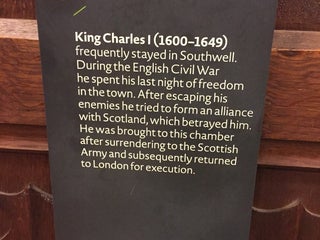 King Charles I (1600–1649)
frequently stayed in Southwell.
During the English Civil War
he spent his last night of freedom
in the town. After escaping his
enemies he tried to form an alliance
with Scotland, which betrayed him.
He was brought to this chamber
after surrendering to the Scottish
Army and subsequently returned
to London for execution.